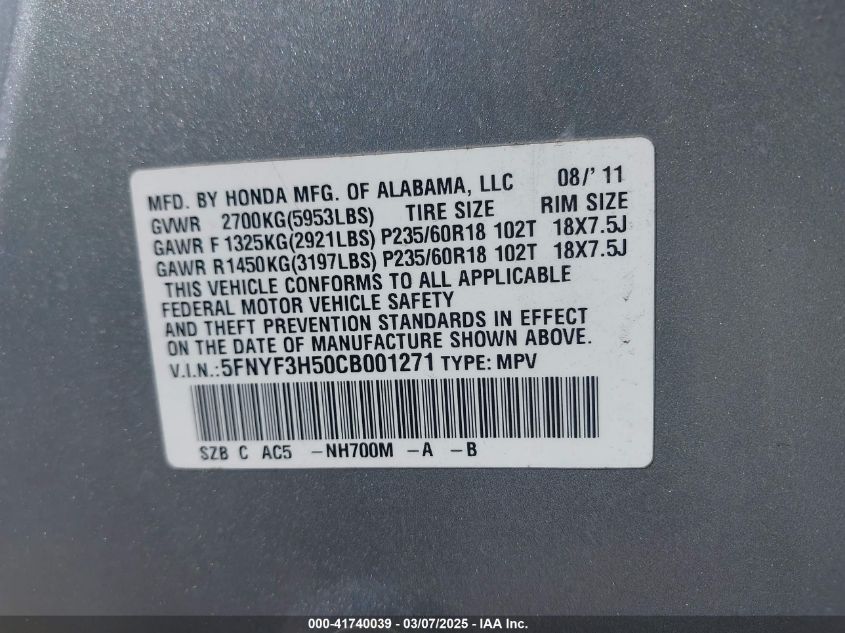 MFD. BY HONDA MFG. OF ALABAMA, LLC 08/'11
GVWR 2700KG(5953LBS) TIRE SIZE RIM SIZE
GAWR F 1325KG(2921LBS) P235/60R18 102T 18X7.5J
GAWR R1450KG(3197LBS) P235/60R18 102T 18X7.5J
THIS VEHICLE CONFORMS TO ALL APPLICABLE
FEDERAL MOTOR VEHICLE SAFETY
AND THEFT PREVENTION STANDARDS IN EFFECT
ON THE DATE OF MANUFACTURE SHOWN ABOVE.
V.I.N.:5FNYF3H50CB001271 TYPE: MPV
SZB C AC5 -NH700M -A -B
000-41740039 - 03/07/2025 - IAA Inc.